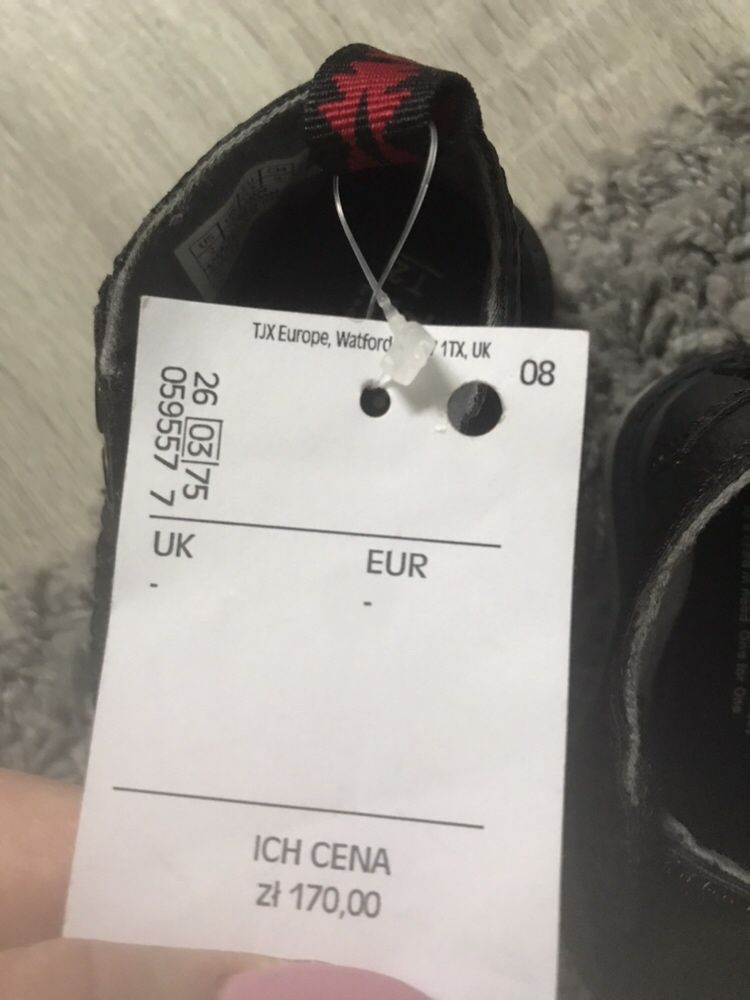 TJX Europe, Watford 1TX, UK
08
26 03 75
059557 7
UK
EUR
-
-
ICH CENA
zł 170,00